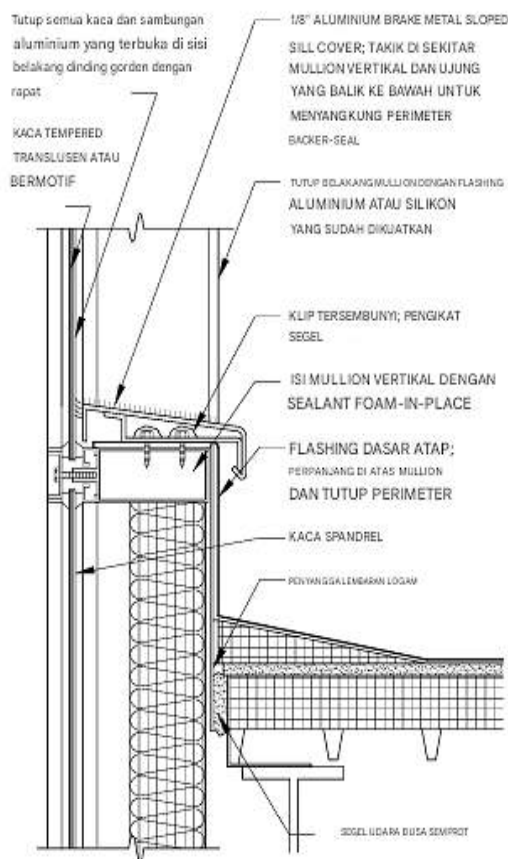 Tutup semua kaca dan sambungan
aluminium yang terbuka di sisi
belakang dinding gorden dengan
rapat
KACA TEMPERED
TRANSLUSEN ATAU
BERMOTIF
1/8" ALUMINIUM BRAKE METAL SLOPED
SILL COVER; TAKIK DI SEKITAR
MULLION VERTIKAL DAN UJUNG
YANG BALIK KE BAWAH UNTUK
MENYANGKUNG PERIMETER
BACKER-SEAL
TUTUP BELAKANG MULLION DENGAN FLASHING
ALUMINIUM ATAU SILIKON
YANG SUDAH DIKUATKAN
KLIP TERSEMBUNYI; PENGIKAT
SEGEL
ISI MULLION VERTIKAL DENGAN
SEALANT FOAM-IN-PLACE
FLASHING DASAR ATAP;
PERPANJANG DI ATAS MULLION
DAN TUTUP PERIMETER
KACA SPANDREL
PENYANGGA LEMBARAN LOGAM
SEGEL UDARA BUSA SEMPROT